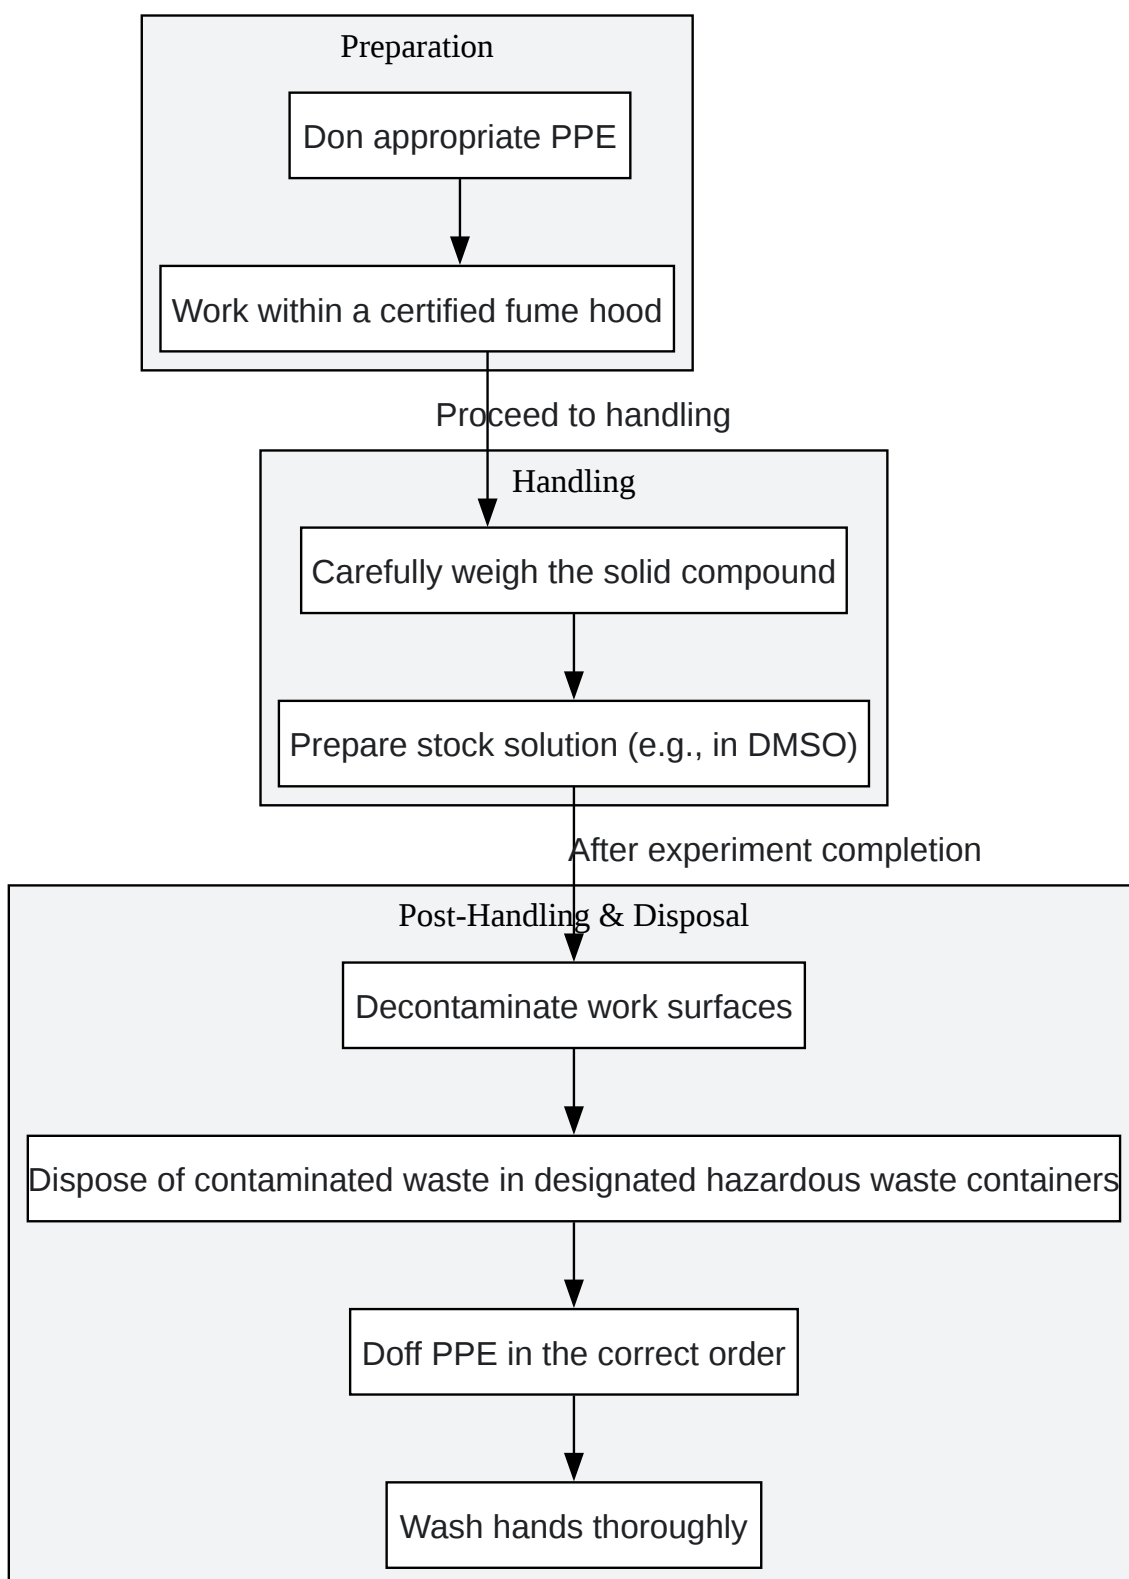 Preparation
Don appropriate PPE
Work within a certified fume hood
Proceed to handling
Handling
Carefully weigh the solid compound
Prepare stock solution (e.g., in DMSO)
After experiment completion
Post-Handling & Disposal
Decontaminate work surfaces
Dispose of contaminated waste in designated hazardous waste containers
Doff PPE in the correct order
Wash hands thoroughly